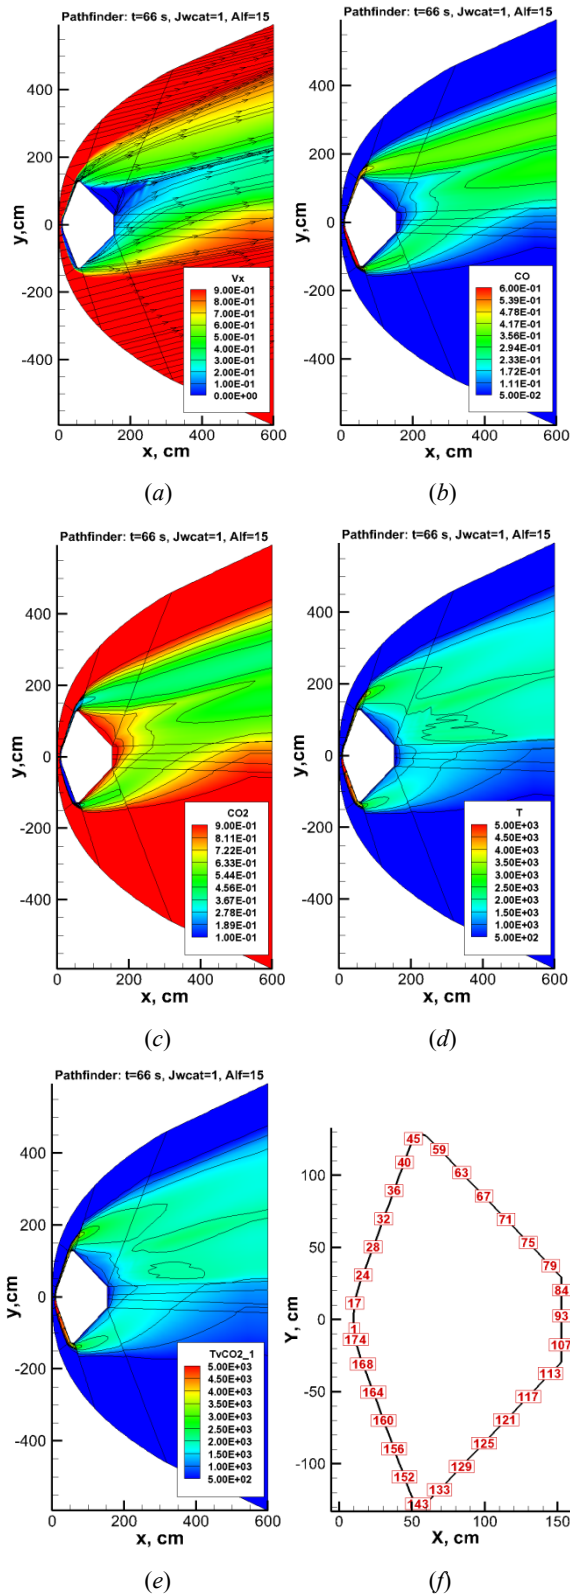 Pathfinder: t=66 s, Jwcat=1, Alf=15
400
200
0
-200
-400
0 200 400 600
y,cm
x, cm
Vx
9.00E-01
8.00E-01
7.00E-01
6.00E-01
5.00E-01
4.00E-01
3.00E-01
2.00E-01
1.00E-01
0.00E+00
(a)
Pathfinder: t=66 s, Jwcat=1, Alf=15
400
200
0
-200
-400
0 200 400 600
y,cm
x, cm
CO
6.00E-01
5.39E-01
4.78E-01
4.17E-01
3.56E-01
2.94E-01
2.33E-01
1.72E-01
1.11E-01
5.00E-02
(b)
Pathfinder: t=66 s, Jwcat=1, Alf=15
400
200
0
-200
-400
0 200 400 600
y,cm
x, cm
CO2
9.00E-01
8.11E-01
7.22E-01
6.33E-01
5.44E-01
4.56E-01
3.67E-01
2.78E-01
1.89E-01
1.00E-01
(c)
Pathfinder: t=66 s, Jwcat=1, Alf=15
400
200
0
-200
-400
0 200 400 600
y,cm
x, cm
T
5.00E+03
4.50E+03
4.00E+03
3.50E+03
3.00E+03
2.50E+03
2.00E+03
1.50E+03
1.00E+03
5.00E+02
(d)
Pathfinder: t=66 s, Jwcat=1, Alf=15
400
200
0
-200
-400
0 200 400 600
y,cm
x, cm
TvCO2_1
5.00E+03
4.50E+03
4.00E+03
3.50E+03
3.00E+03
2.50E+03
2.00E+03
1.50E+03
1.00E+03
5.00E+02
(e)
100
50
0
-50
-100
0 50 100 150
Y, cm
X, cm
45
59
40
63
36
67
32
71
28
75
24
79
17
84
1
93
174
107
168
113
164
117
160
121
156
125
152
129
143
133
(f)